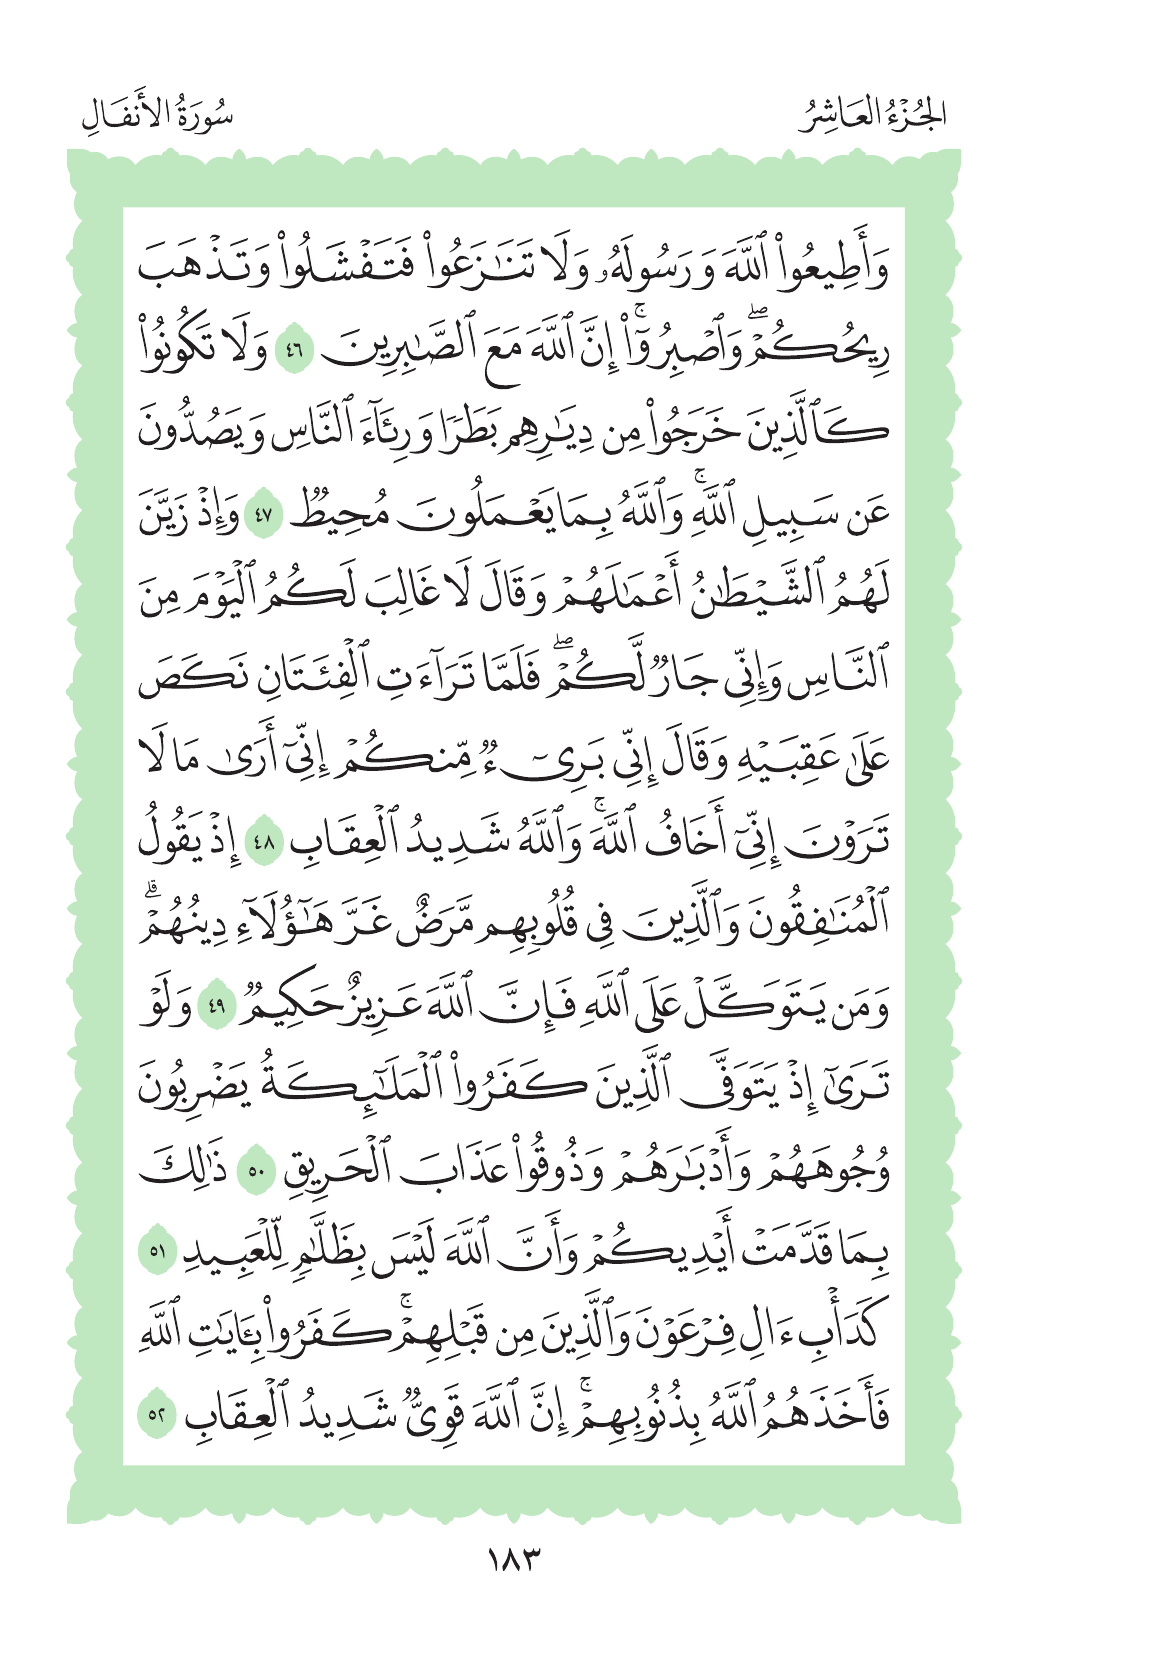 الجُزْءُ العَاشِرُ
سُورَةُ الأَنفَالِ
وَأَطِيعُوا۟ ٱللَّهَ وَرَسُولَهُۥ وَلَا تَنَٰزَعُوا۟ فَتَفْشَلُوا۟ وَتَذْهَبَ
رِيحُكُمْۖ وَٱصْبِرُوٓا۟ۚ إِنَّ ٱللَّهَ مَعَ ٱلصَّٰبِرِينَ ٤٦ وَلَا تَكُونُوا۟
كَٱلَّذِينَ خَرَجُوا۟ مِن دِيَٰرِهِم بَطَرًا وَرِئَآءَ ٱلنَّاسِ وَيَصُدُّونَ
عَن سَبِيلِ ٱللَّهِۚ وَٱللَّهُ بِمَا يَعْمَلُونَ مُحِيطٌ ٤٧ وَإِذْ زَيَّنَ
لَهُمُ ٱلشَّيْطَٰنُ أَعْمَٰلَهُمْ وَقَالَ لَا غَالِبَ لَكُمُ ٱلْيَوْمَ مِنَ
ٱلنَّاسِ وَإِنِّى جَارٌ لَّكُمْۖ فَلَمَّا تَرَآءَتِ ٱلْفِئَتَانِ نَكَصَ
عَلَىٰ عَقِبَيْهِ وَقَالَ إِنِّى بَرِىٓءٌ مِّنكُمْ إِنِّىٓ أَرَىٰ مَا لَا
تَرَوْنَ إِنِّىٓ أَخَافُ ٱللَّهَۚ وَٱللَّهُ شَدِيدُ ٱلْعِقَابِ ٤٨ إِذْ يَقُولُ
ٱلْمُنَٰفِقُونَ وَٱلَّذِينَ فِى قُلُوبِهِم مَّرَضٌ غَرَّ هَٰٓؤُلَآءِ دِينُهُمْۗ
وَمَن يَتَوَكَّلْ عَلَى ٱللَّهِ فَإِنَّ ٱللَّهَ عَزِيزٌ حَكِيمٌ ٤٩ وَلَوْ
تَرَىٰٓ إِذْ يَتَوَفَّى ٱلَّذِينَ كَفَرُوا۟ ٱلْمَلَٰٓئِكَةُ يَضْرِبُونَ
وُجُوهَهُمْ وَأَدْبَٰرَهُمْ وَذُوقُوا۟ عَذَابَ ٱلْحَرِيقِ ٥٠ ذَٰلِكَ
بِمَا قَدَّمَتْ أَيْدِيكُمْ وَأَنَّ ٱللَّهَ لَيْسَ بِظَلَّٰمٍ لِّلْعَبِيدِ ٥١
كَدَأْبِ ءَالِ فِرْعَوْنَ وَٱلَّذِينَ مِن قَبْلِهِمْۚ كَفَرُوا۟ بِـَٔايَٰتِ ٱللَّهِ
فَأَخَذَهُمُ ٱللَّهُ بِذُنُوبِهِمْۚ إِنَّ ٱللَّهَ قَوِىٌّ شَدِيدُ ٱلْعِقَابِ ٥٢
١٨٣